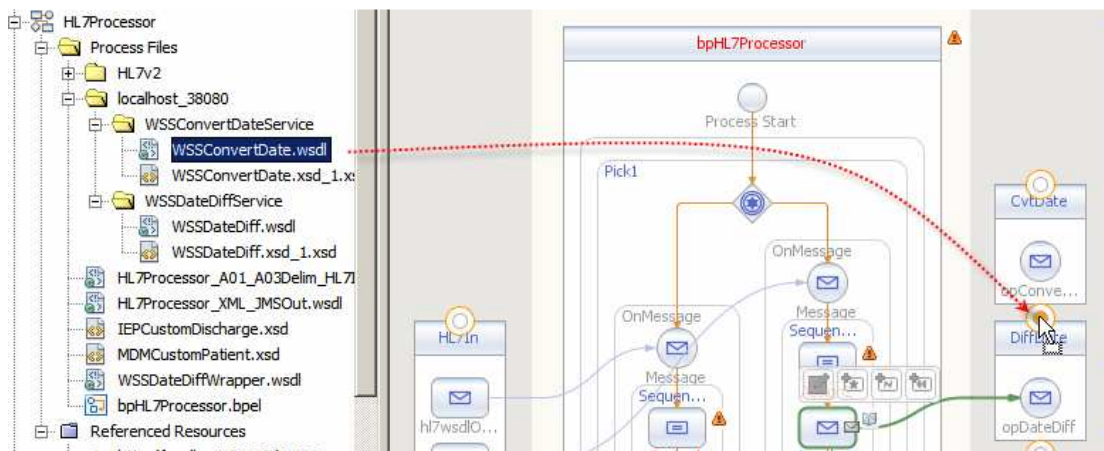 HL7Processor
Process Files
HL7v2
localhost_38080
WSSConvertDateService
WSSConvertDate.wsdl
WSSConvertDate.xsd_1.x
WSSDateDiffService
WSSDateDiff.wsdl
WSSDateDiff.xsd_1.xsd
HL7Processor_A01_A03Delim_HL7
HL7Processor_XML_JMSOut.wsdl
IEPCustomDischarge.xsd
MDMCustomPatient.xsd
WSSDateDiffWrapper.wsdl
bpHL7Processor.bpel
Referenced Resources
bpHL7Processor
Process Start
Pick1
OnMessage
Message
Sequen...
OnMessage
Message
Sequen...
HL7In
hl7wsdlO...
CvtDate
opConve...
opDateDiff